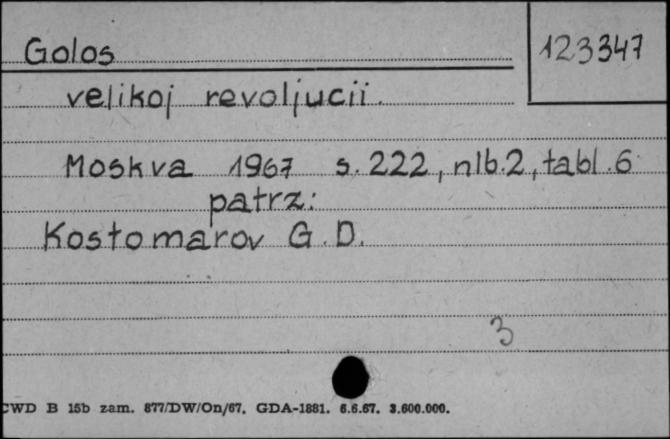 Golos
123347
velikoj revoljucii.
Moskva 1967 s. 222, nlb. 2, tabl. 6
patrz:
Kostomarov G. D.
3
CWD B 15b zam. 877/DW/On/67. GDA-1881. 6.6.67. 3.600.000.